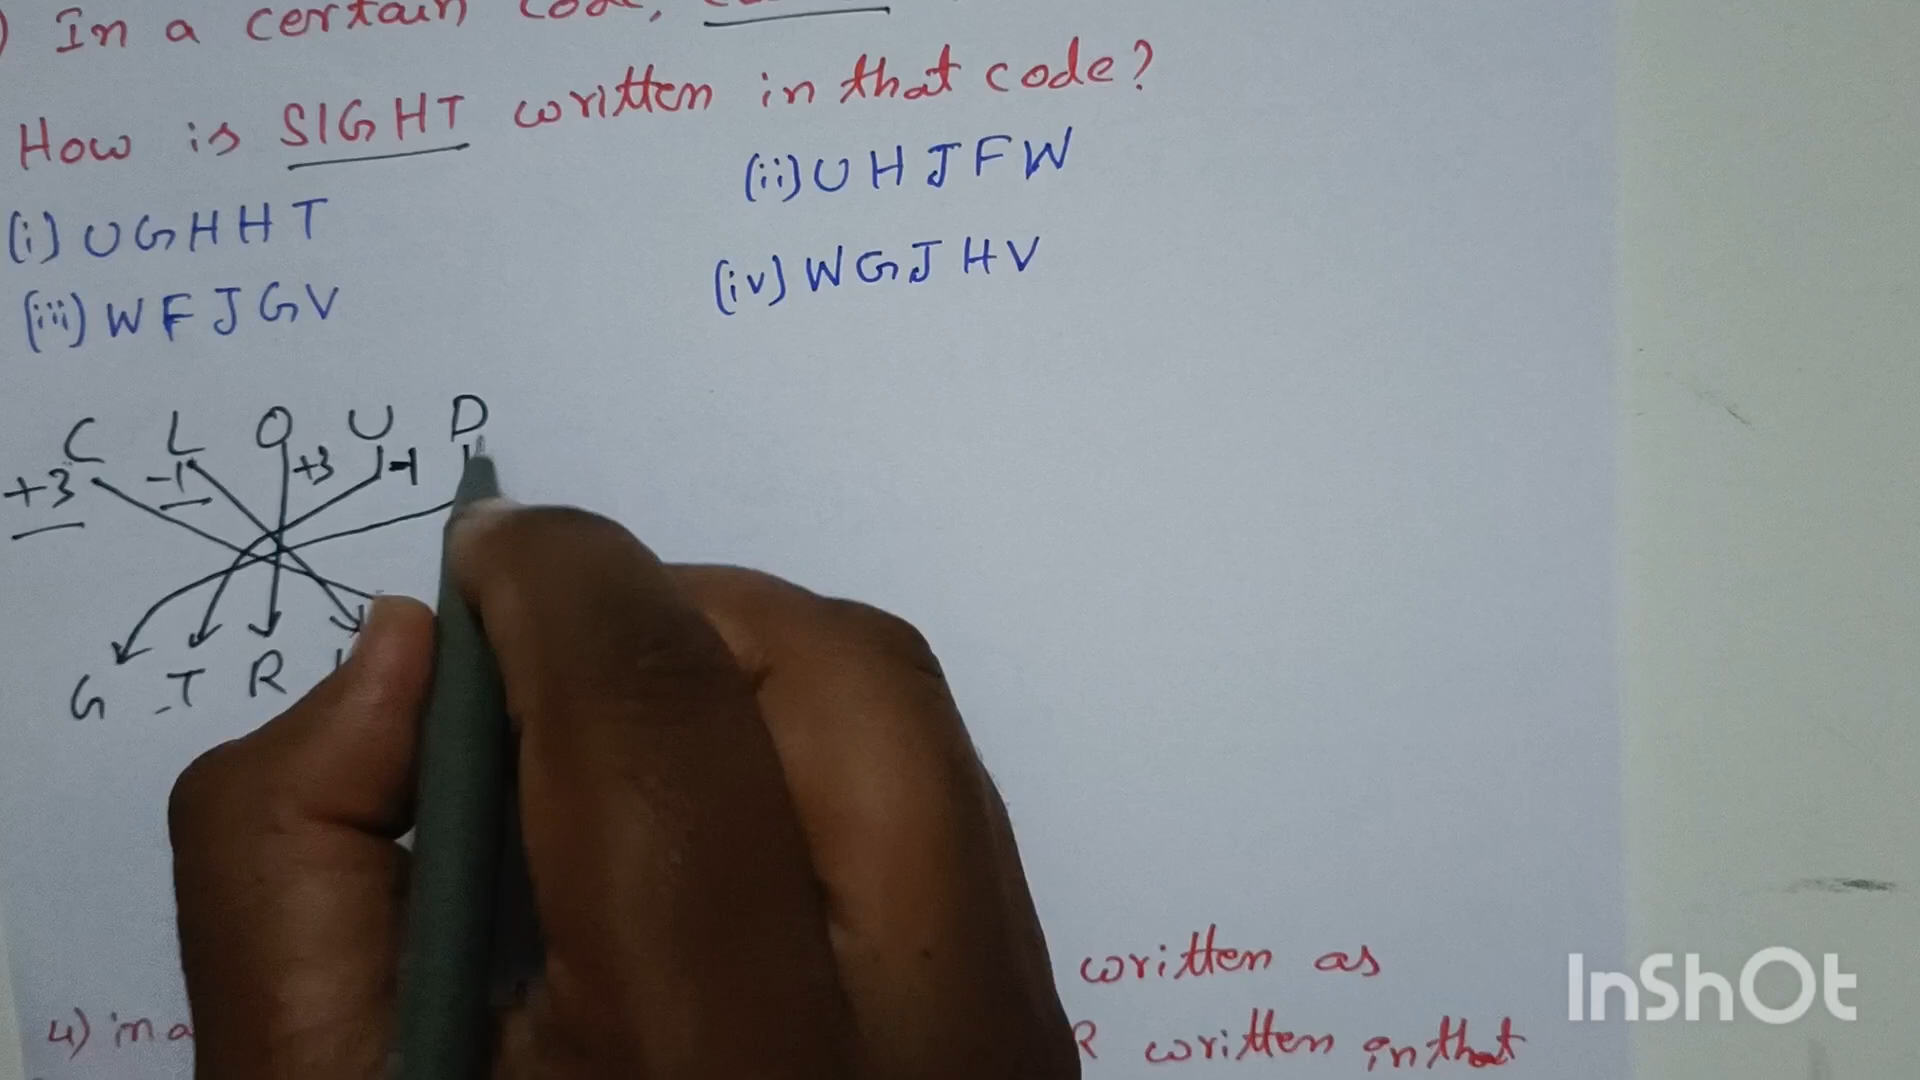 ) In a certain code,
How is SIGHT written in that code?
(i) UGHHT (ii) UHJFW
(iii) WFJGV (iv) WGJHV
C L O U D
+3 -1 +3 -1
G T R
written as
4) in a R written in that
InShOt